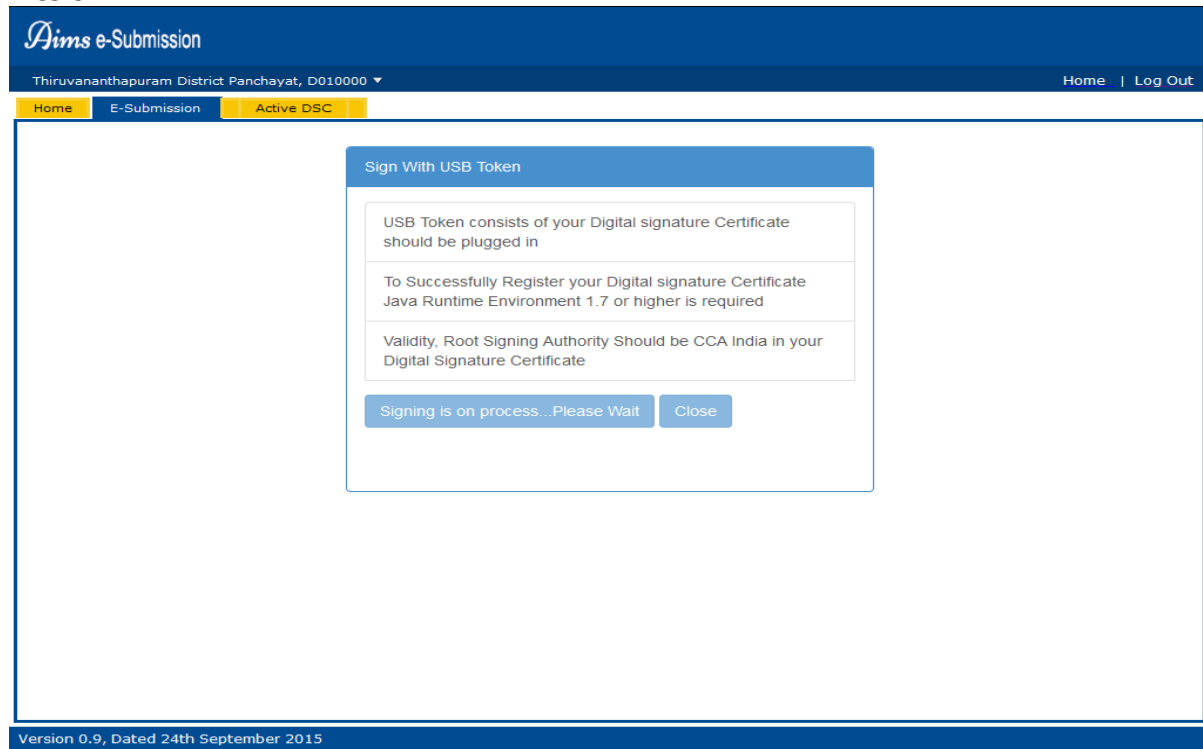 Aims e-Submission
Thiruvananthapuram District Panchayat, D010000 ▼ Home | Log Out
Home E-Submission Active DSC
Sign With USB Token
USB Token consists of your Digital signature Certificate
should be plugged in
To Successfully Register your Digital signature Certificate
Java Runtime Environment 1.7 or higher is required
Validity, Root Signing Authority Should be CCA India in your
Digital Signature Certificate
Signing is on process...Please Wait Close
Version 0.9, Dated 24th September 2015